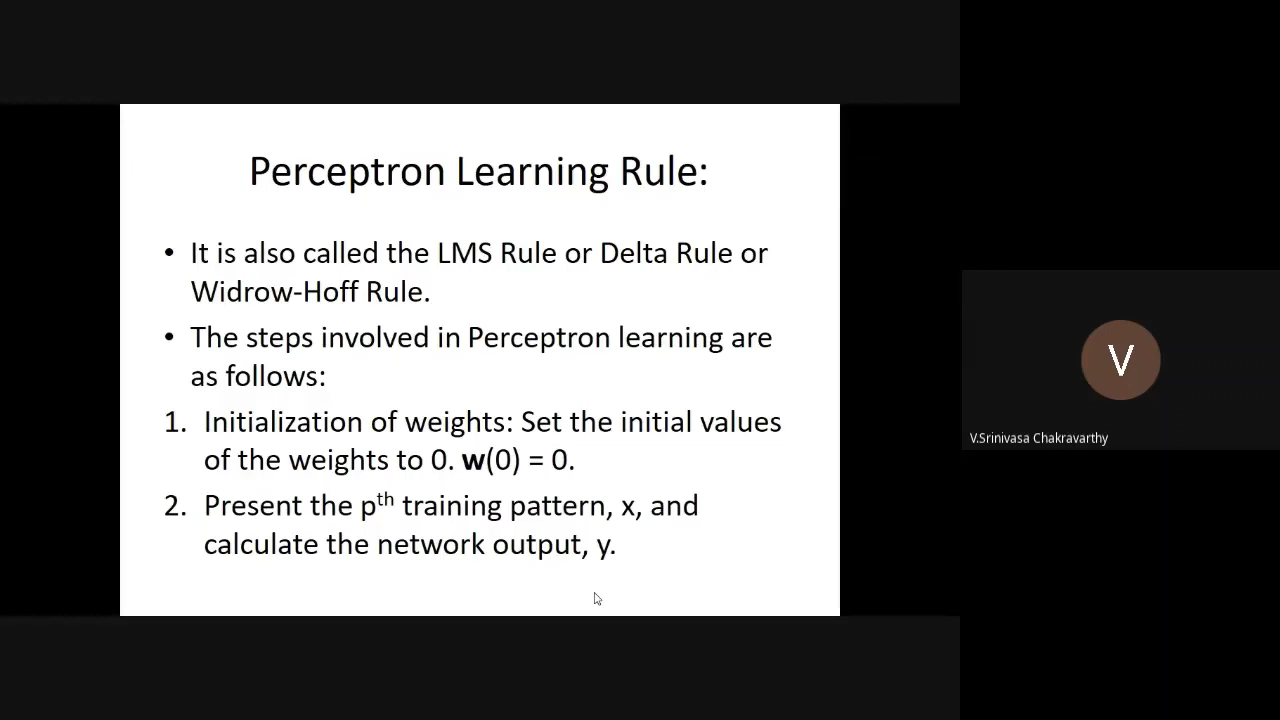 Perceptron Learning Rule:
• It is also called the LMS Rule or Delta Rule or
Widrow-Hoff Rule.
• The steps involved in Perceptron learning are
as follows:
1. Initialization of weights: Set the initial values
of the weights to 0. w(0) = 0.
2. Present the pth training pattern, x, and
calculate the network output, y.
V
V.Srinivasa Chakravarthy